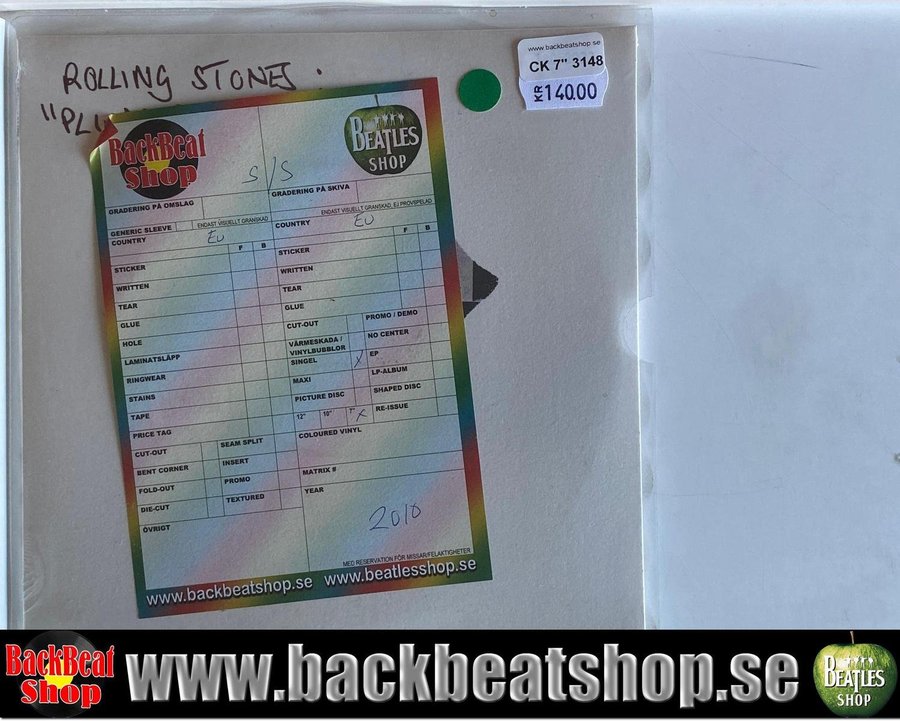 ROLLING STONES.
www.backbeatshop.se
CK 7" 3148
KR 140.00
BackBeat
Shop
BEATLES
SHOP
S/S
GRADERING PÅ OMSLAG
GRADERING PÅ SKIVA
GENERIC SLEEVE
ENDAST VISUELLT GRANSKAD
ENDAST VISUELLT GRANSKAD, EJ PROVSPELAD
COUNTRY
EU
F B
COUNTRY
EU
F B
STICKER
STICKER
WRITTEN
WRITTEN
TEAR
TEAR
GLUE
GLUE
HOLE
CUT-OUT
PROMO / DEMO
LAMINATSLÄPP
VÄRMESKADA /
VINYLBUBBLOR
NO CENTER
RINGWEAR
SINGEL
X
EP
STAINS
MAXI
LP-ALBUM
TAPE
PICTURE DISC
SHAPED DISC
PRICE TAG
12" 10" 7" X
RE-ISSUE
CUT-OUT
SEAM SPLIT
COLOURED VINYL
BENT CORNER
INSERT
FOLD-OUT
PROMO
MATRIX #
DIE-CUT
TEXTURED
YEAR
ÖVRIGT
2010
MED RESERVATION FÖR MISSAR/FELAKTIGHETER
www.backbeatshop.se www.beatlesshop.se
BackBeat
Shop
www.backbeatshop.se
BEATLES
SHOP